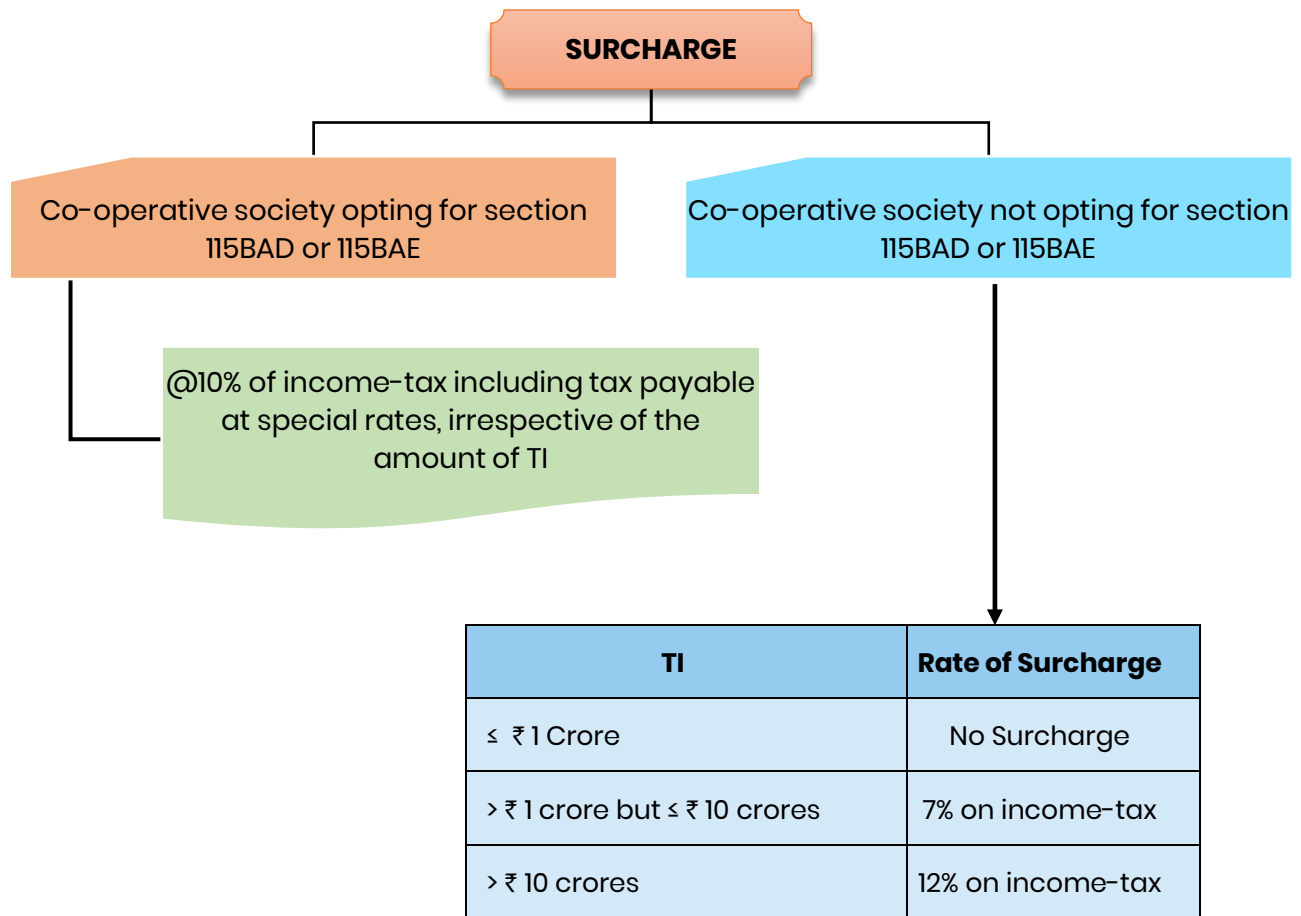 SURCHARGE
Co-operative society opting for section
115BAD or 115BAE
Co-operative society not opting for section
115BAD or 115BAE
@10% of income-tax including tax payable
at special rates, irrespective of the
amount of TI
TI Rate of Surcharge
≤ ₹ 1 Crore No Surcharge
> ₹ 1 crore but ≤ ₹ 10 crores 7% on income-tax
> ₹ 10 crores 12% on income-tax